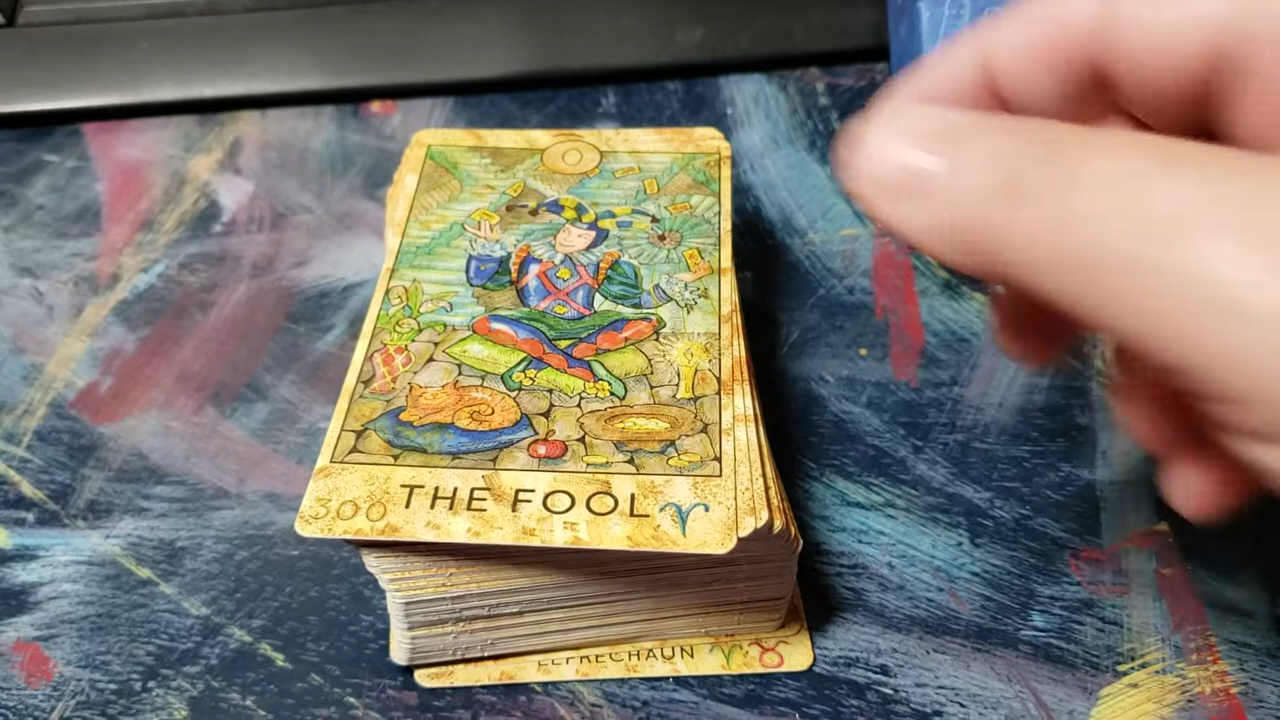 O
300 THE FOOL ♈
LEPRECHAUN ♈ ♉